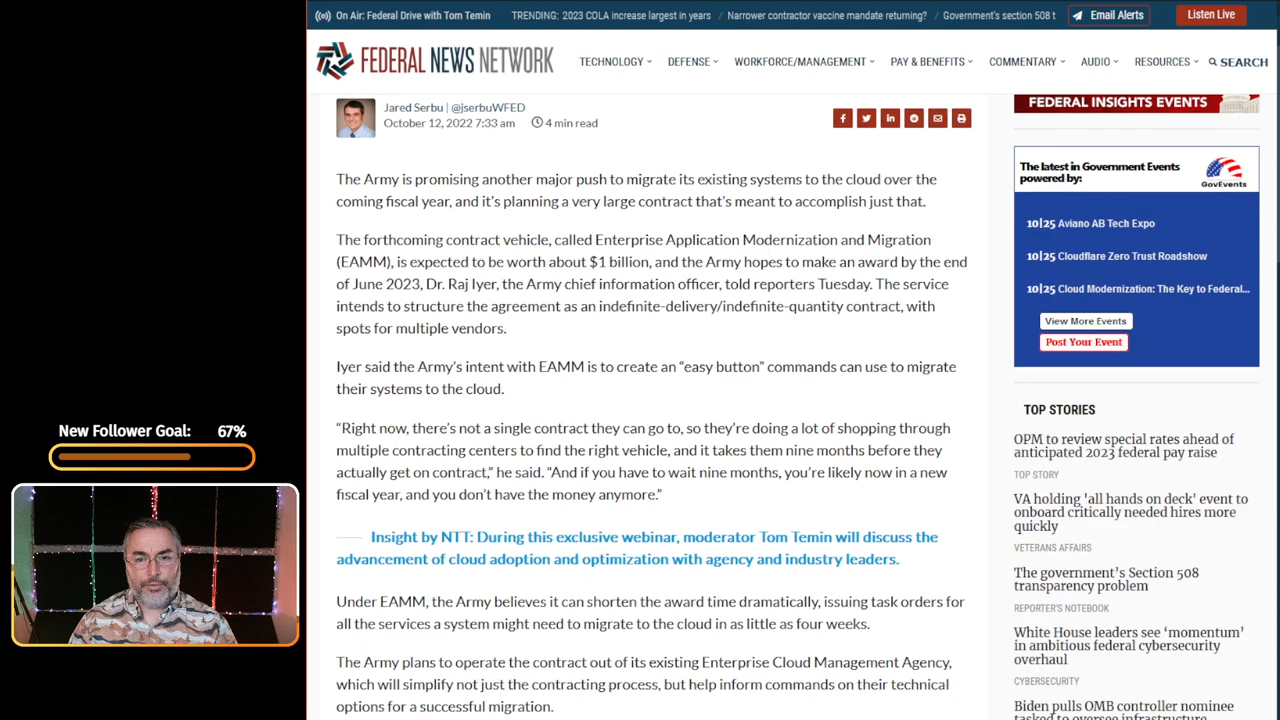 On Air: Federal Drive with Tom Temin
TRENDING: 2023 COLA increase largest in years / Narrower contractor vaccine mandate returning? / Government's section 508 t
Email Alerts
Listen Live
FEDERAL NEWS NETWORK
TECHNOLOGY
DEFENSE
WORKFORCE/MANAGEMENT
PAY & BENEFITS
COMMENTARY
AUDIO
RESOURCES
SEARCH
Jared Serbu | @jserbuWFED
October 12, 2022 7:33 am
4 min read
The Army is promising another major push to migrate its existing systems to the cloud over the
coming fiscal year, and it's planning a very large contract that's meant to accomplish just that.
The forthcoming contract vehicle, called Enterprise Application Modernization and Migration
(EAMM), is expected to be worth about $1 billion, and the Army hopes to make an award by the end
of June 2023, Dr. Raj Iyer, the Army chief information officer, told reporters Tuesday. The service
intends to structure the agreement as an indefinite-delivery/indefinite-quantity contract, with
spots for multiple vendors.
Iyer said the Army's intent with EAMM is to create an “easy button” commands can use to migrate
their systems to the cloud.
“Right now, there's not a single contract they can go to, so they're doing a lot of shopping through
multiple contracting centers to find the right vehicle, and it takes them nine months before they
actually get on contract,” he said. “And if you have to wait nine months, you're likely now in a new
fiscal year, and you don't have the money anymore.”
Insight by NTT: During this exclusive webinar, moderator Tom Temin will discuss the
advancement of cloud adoption and optimization with agency and industry leaders.
Under EAMM, the Army believes it can shorten the award time dramatically, issuing task orders for
all the services a system might need to migrate to the cloud in as little as four weeks.
The Army plans to operate the contract out of its existing Enterprise Cloud Management Agency,
which will simplify not just the contracting process, but help inform commands on their technical
options for a successful migration.
FEDERAL INSIGHTS EVENTS
The latest in Government Events
powered by:
GovEvents
10|25 Aviano AB Tech Expo
10|25 Cloudflare Zero Trust Roadshow
10|25 Cloud Modernization: The Key to Federal...
View More Events
Post Your Event
TOP STORIES
OPM to review special rates ahead of
anticipated 2023 federal pay raise
TOP STORY
VA holding 'all hands on deck' event to
onboard critically needed hires more
quickly
VETERANS AFFAIRS
The government's Section 508
transparency problem
REPORTER'S NOTEBOOK
White House leaders see ‘momentum’
in ambitious federal cybersecurity
overhaul
CYBERSECURITY
Biden pulls OMB controller nominee
tasked to oversee infrastructure
New Follower Goal: 67%